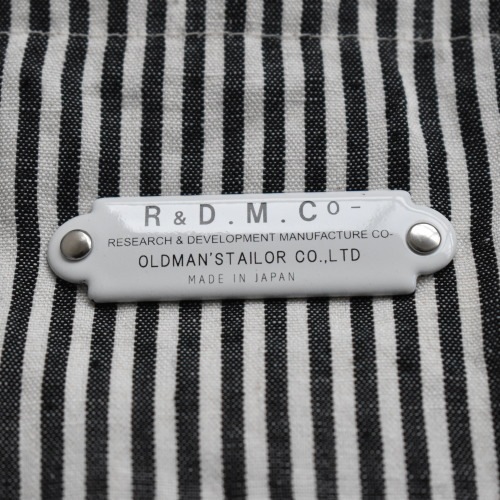 R & D . M . Co-
RESEARCH & DEVELOPMENT MANUFACTURE CO-
OLDMAN'STAILOR CO.,LTD
MADE IN JAPAN